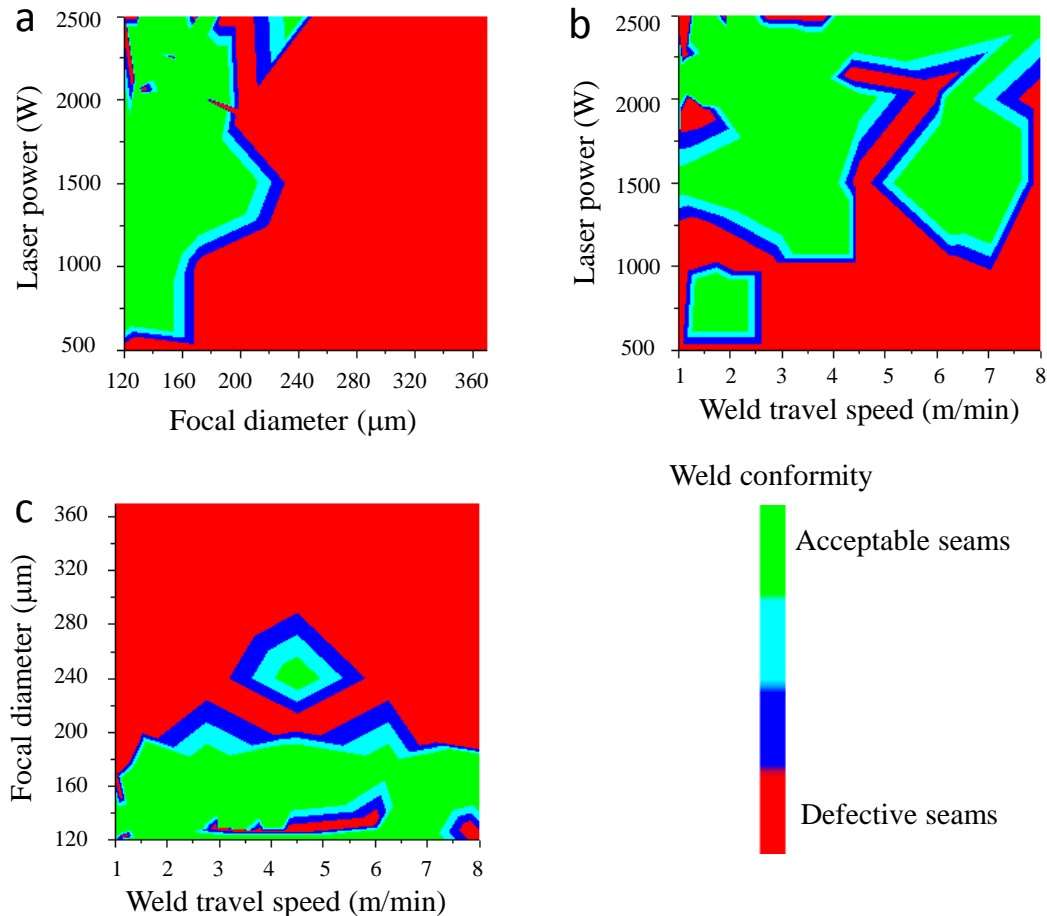 a
Laser power (W)
2500
2000
1500
1000
500
120 160 200 240 280 320 360
Focal diameter (μm)
b
Laser power (W)
2500
2000
1500
1000
500
1 2 3 4 5 6 7 8
Weld travel speed (m/min)
c
Focal diameter (μm)
360
320
280
240
200
160
120
1 2 3 4 5 6 7 8
Weld travel speed (m/min)
Weld conformity
Acceptable seams
Defective seams